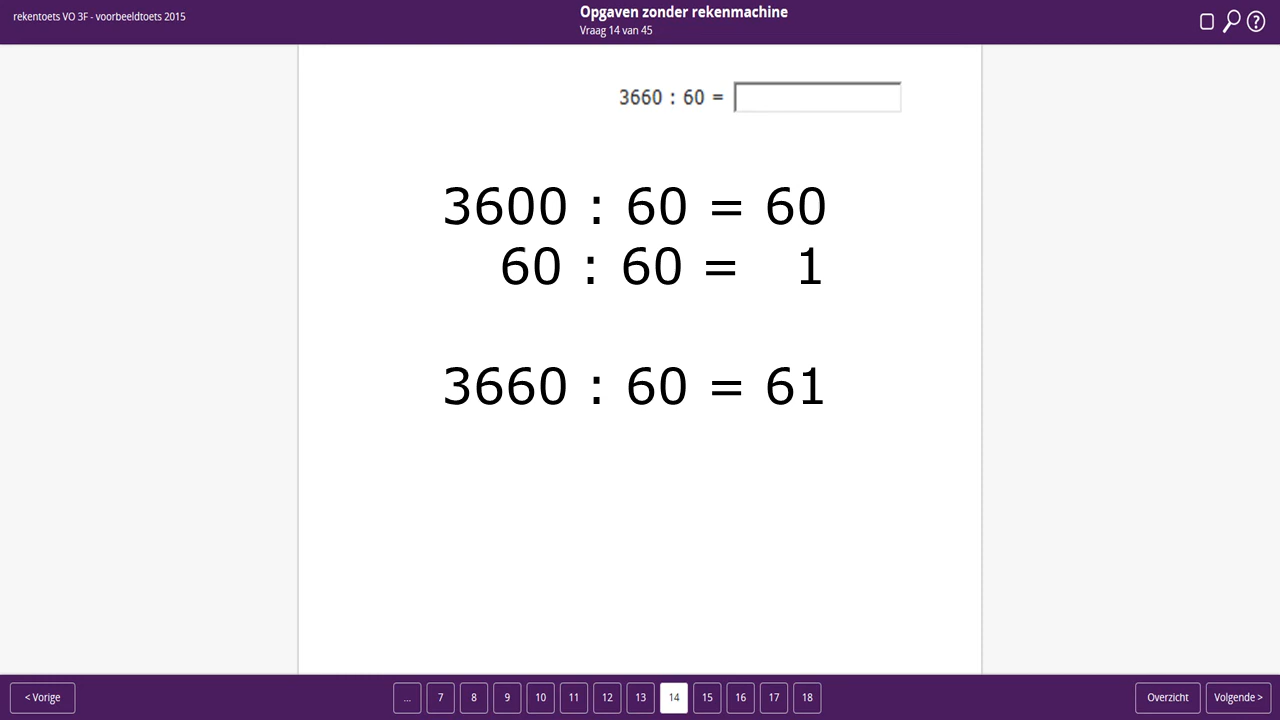 rekentoets VO 3F - voorbeeldtoets 2015
Opgaven zonder rekenmachine
Vraag 14 van 45
3660 : 60 =
3600 : 60 = 60
60 : 60 = 1
3660 : 60 = 61
< Vorige
... 7 8 9 10 11 12 13 14 15 16 17 18
Overzicht
Volgende >